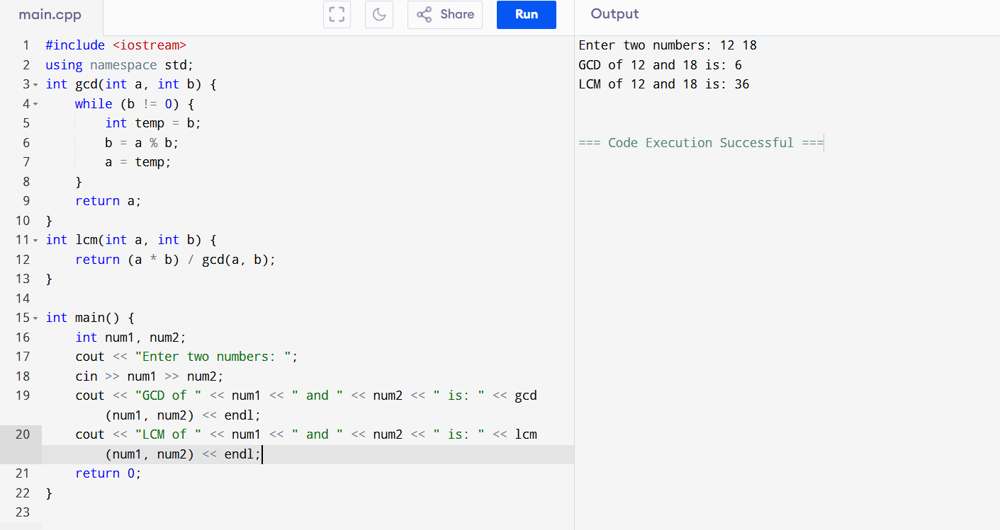 main.cpp
Share
Run
Output
1 #include <iostream>
2 using namespace std;
3 int gcd(int a, int b) {
4     while (b != 0) {
5         int temp = b;
6         b = a % b;
7         a = temp;
8     }
9     return a;
10 }
11 int lcm(int a, int b) {
12     return (a * b) / gcd(a, b);
13 }
14
15 int main() {
16     int num1, num2;
17     cout << "Enter two numbers: ";
18     cin >> num1 >> num2;
19     cout << "GCD of " << num1 << " and " << num2 << " is: " << gcd
        (num1, num2) << endl;
20     cout << "LCM of " << num1 << " and " << num2 << " is: " << lcm
        (num1, num2) << endl;
21     return 0;
22 }
23
Enter two numbers: 12 18
GCD of 12 and 18 is: 6
LCM of 12 and 18 is: 36
=== Code Execution Successful ===